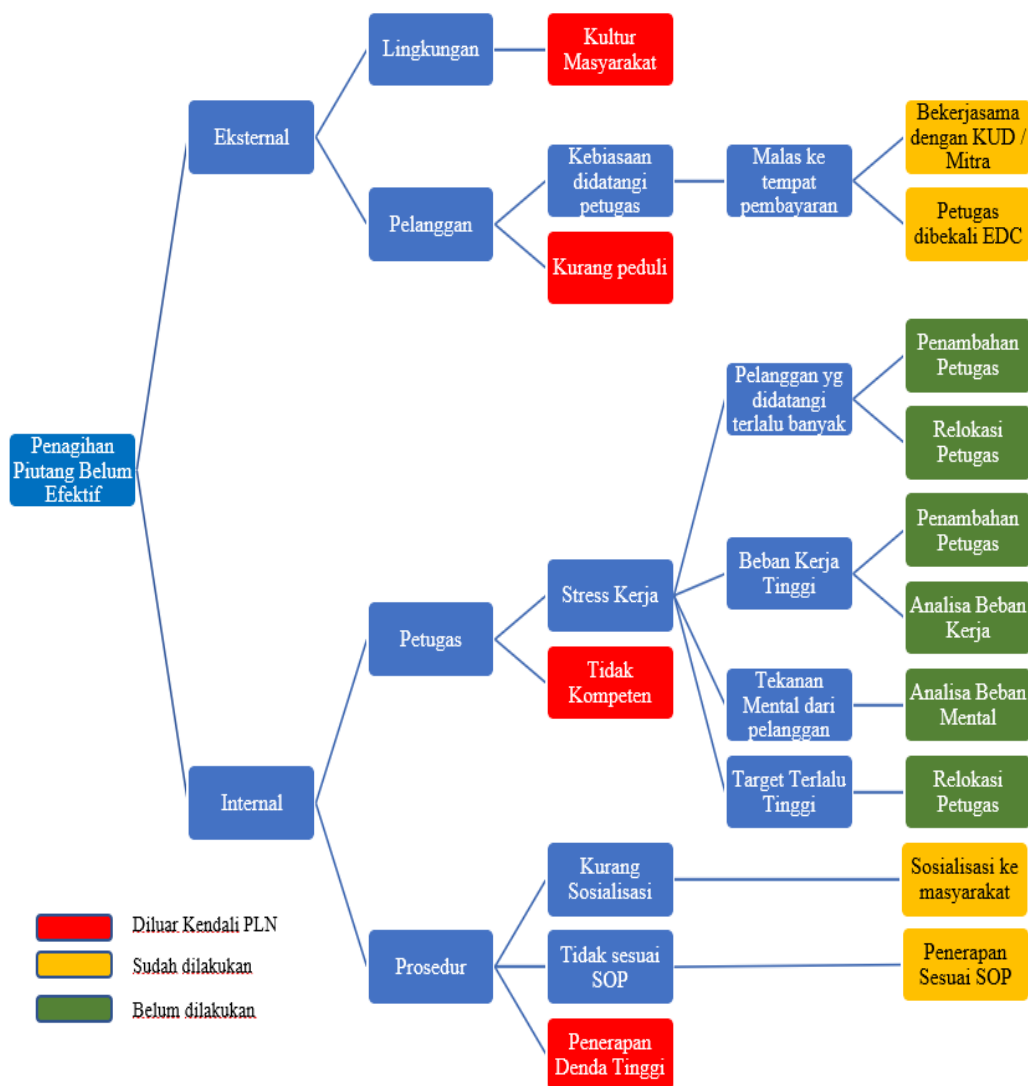 Penagihan
Piutang Belum
Efektif
Eksternal
Lingkungan
Kultur
Masyarakat
Pelanggan
Kebiasaan
didatangi
petugas
Malas ke
tempat
pembayaran
Bekerjasama
dengan KUD /
Mitra
Petugas
dibekali EDC
Kurang peduli
Internal
Petugas
Stress Kerja
Pelanggan yg
didatangi
terlalu banyak
Penambahan
Petugas
Relokasi
Petugas
Beban Kerja
Tinggi
Penambahan
Petugas
Analisa Beban
Kerja
Tekanan
Mental dari
pelanggan
Analisa Beban
Mental
Target Terlalu
Tinggi
Relokasi
Petugas
Tidak
Kompeten
Prosedur
Kurang
Sosialisasi
Sosialisasi ke
masyarakat
Tidak sesuai
SOP
Penerapan
Sesuai SOP
Penerapan
Denda Tinggi
Diluar Kendali PLN
Sudah dilakukan
Belum dilakukan